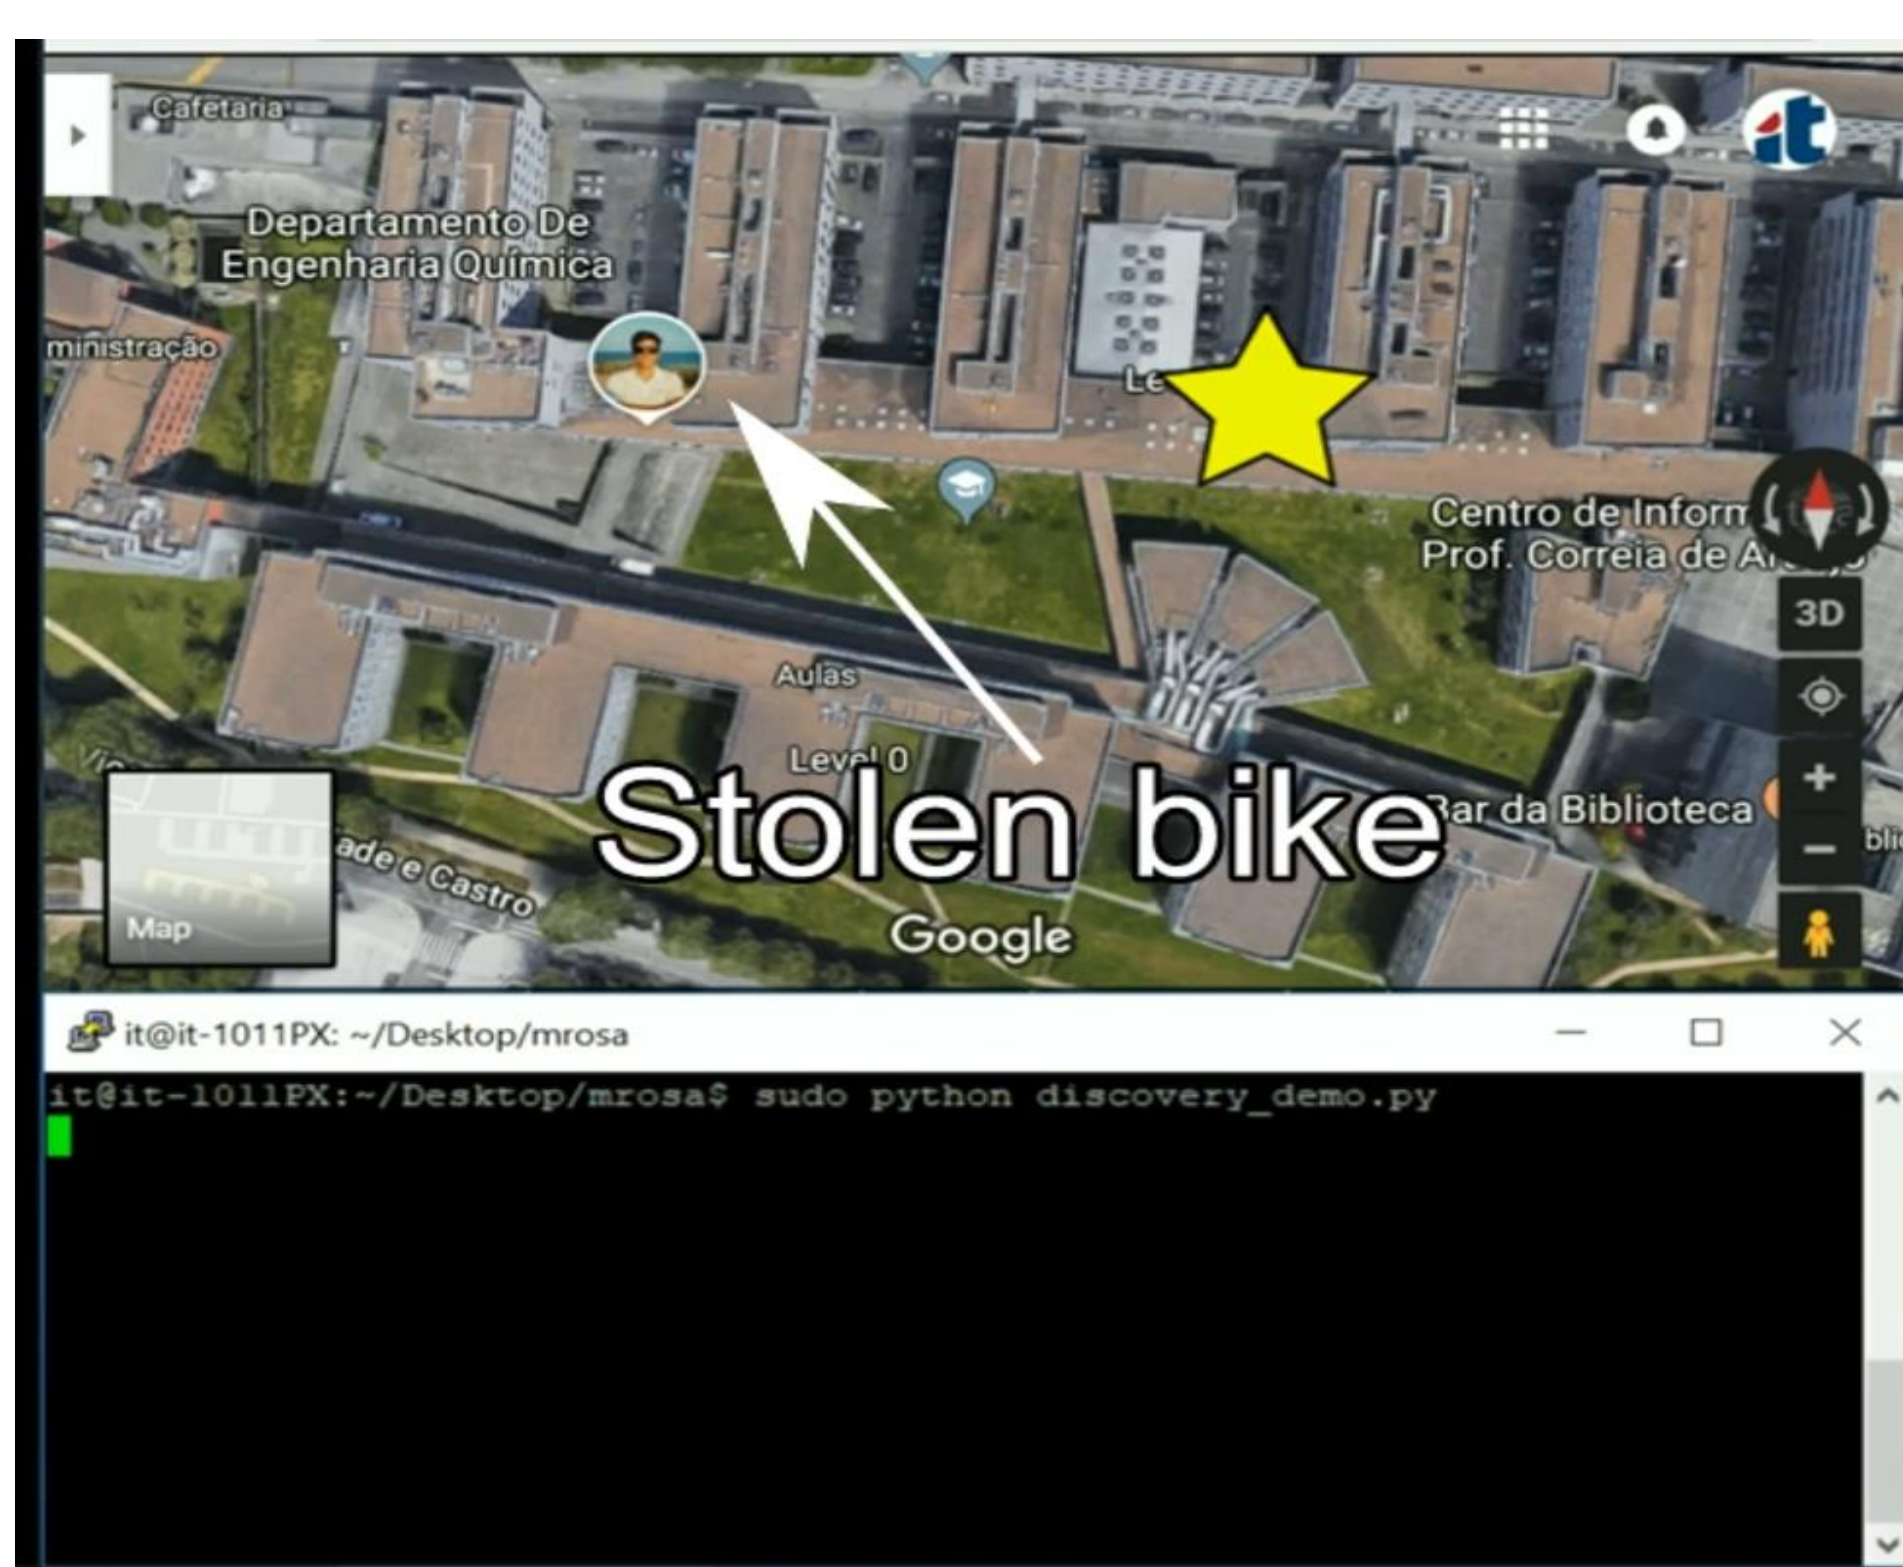 Cafetaria
Departamento De
Engenharia Química
ministração
Le
it
Centro de Inform
Prof. Correia de A
3D
Aulas
Level 0
Stolen bike
Bar da Biblioteca
ade e Castro
Map
Google
it@it-1011PX: ~/Desktop/mrosa
it@it-1011PX:~/Desktop/mrosa$ sudo python discovery_demo.py